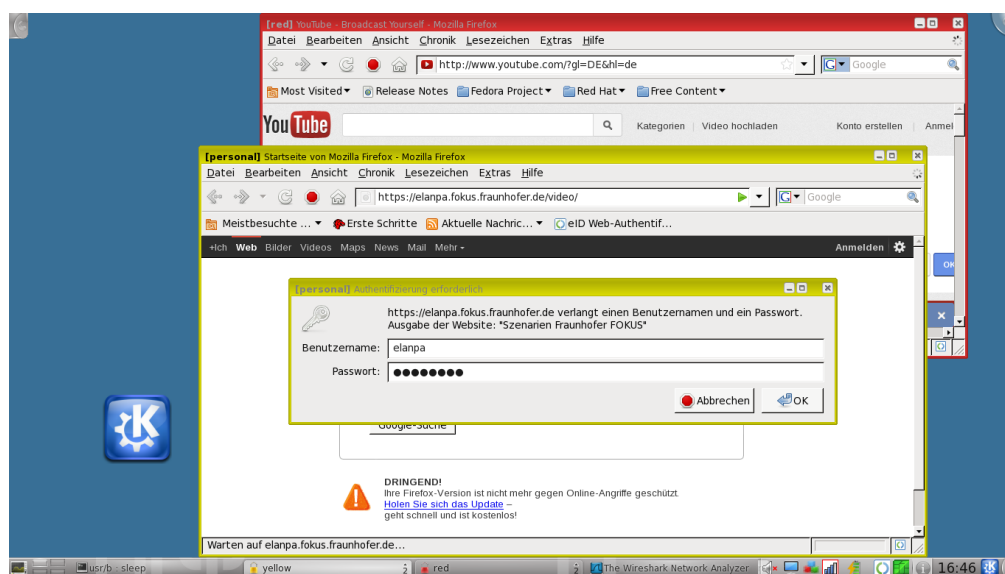 [red] YouTube - Broadcast Yourself - Mozilla Firefox
Datei Bearbeiten Ansicht Chronik Lesezeichen Extras Hilfe
http://www.youtube.com/?gl=DE&hl=de
Google
Most Visited Release Notes Fedora Project Red Hat Free Content
YouTube Kategorien Video hochladen Konto erstellen Anmel
[personal] Startseite von Mozilla Firefox - Mozilla Firefox
Datei Bearbeiten Ansicht Chronik Lesezeichen Extras Hilfe
https://elanpa.fokus.fraunhofer.de/video/
Google
Meistbesuchte ... Erste Schritte Aktuelle Nachric... eID Web-Authentif...
+Ich Web Bilder Videos Maps News Mail Mehr Anmelden
OK
[personal] Authentifizierung erforderlich
https://elanpa.fokus.fraunhofer.de verlangt einen Benutzernamen und ein Passwort.
Ausgabe der Website: "Szenarien Fraunhofer FOKUS"
Benutzername: elanpa
Passwort: ●●●●●●●●
Abbrechen OK
Google-Suche
DRINGEND!
Ihre Firefox-Version ist nicht mehr gegen Online-Angriffe geschützt.
Holen Sie sich das Update –
geht schnell und ist kostenlos!
Warten auf elanpa.fokus.fraunhofer.de...
usr/b : sleep yellow 2 red 2 The Wireshark Network Analyzer 16:46